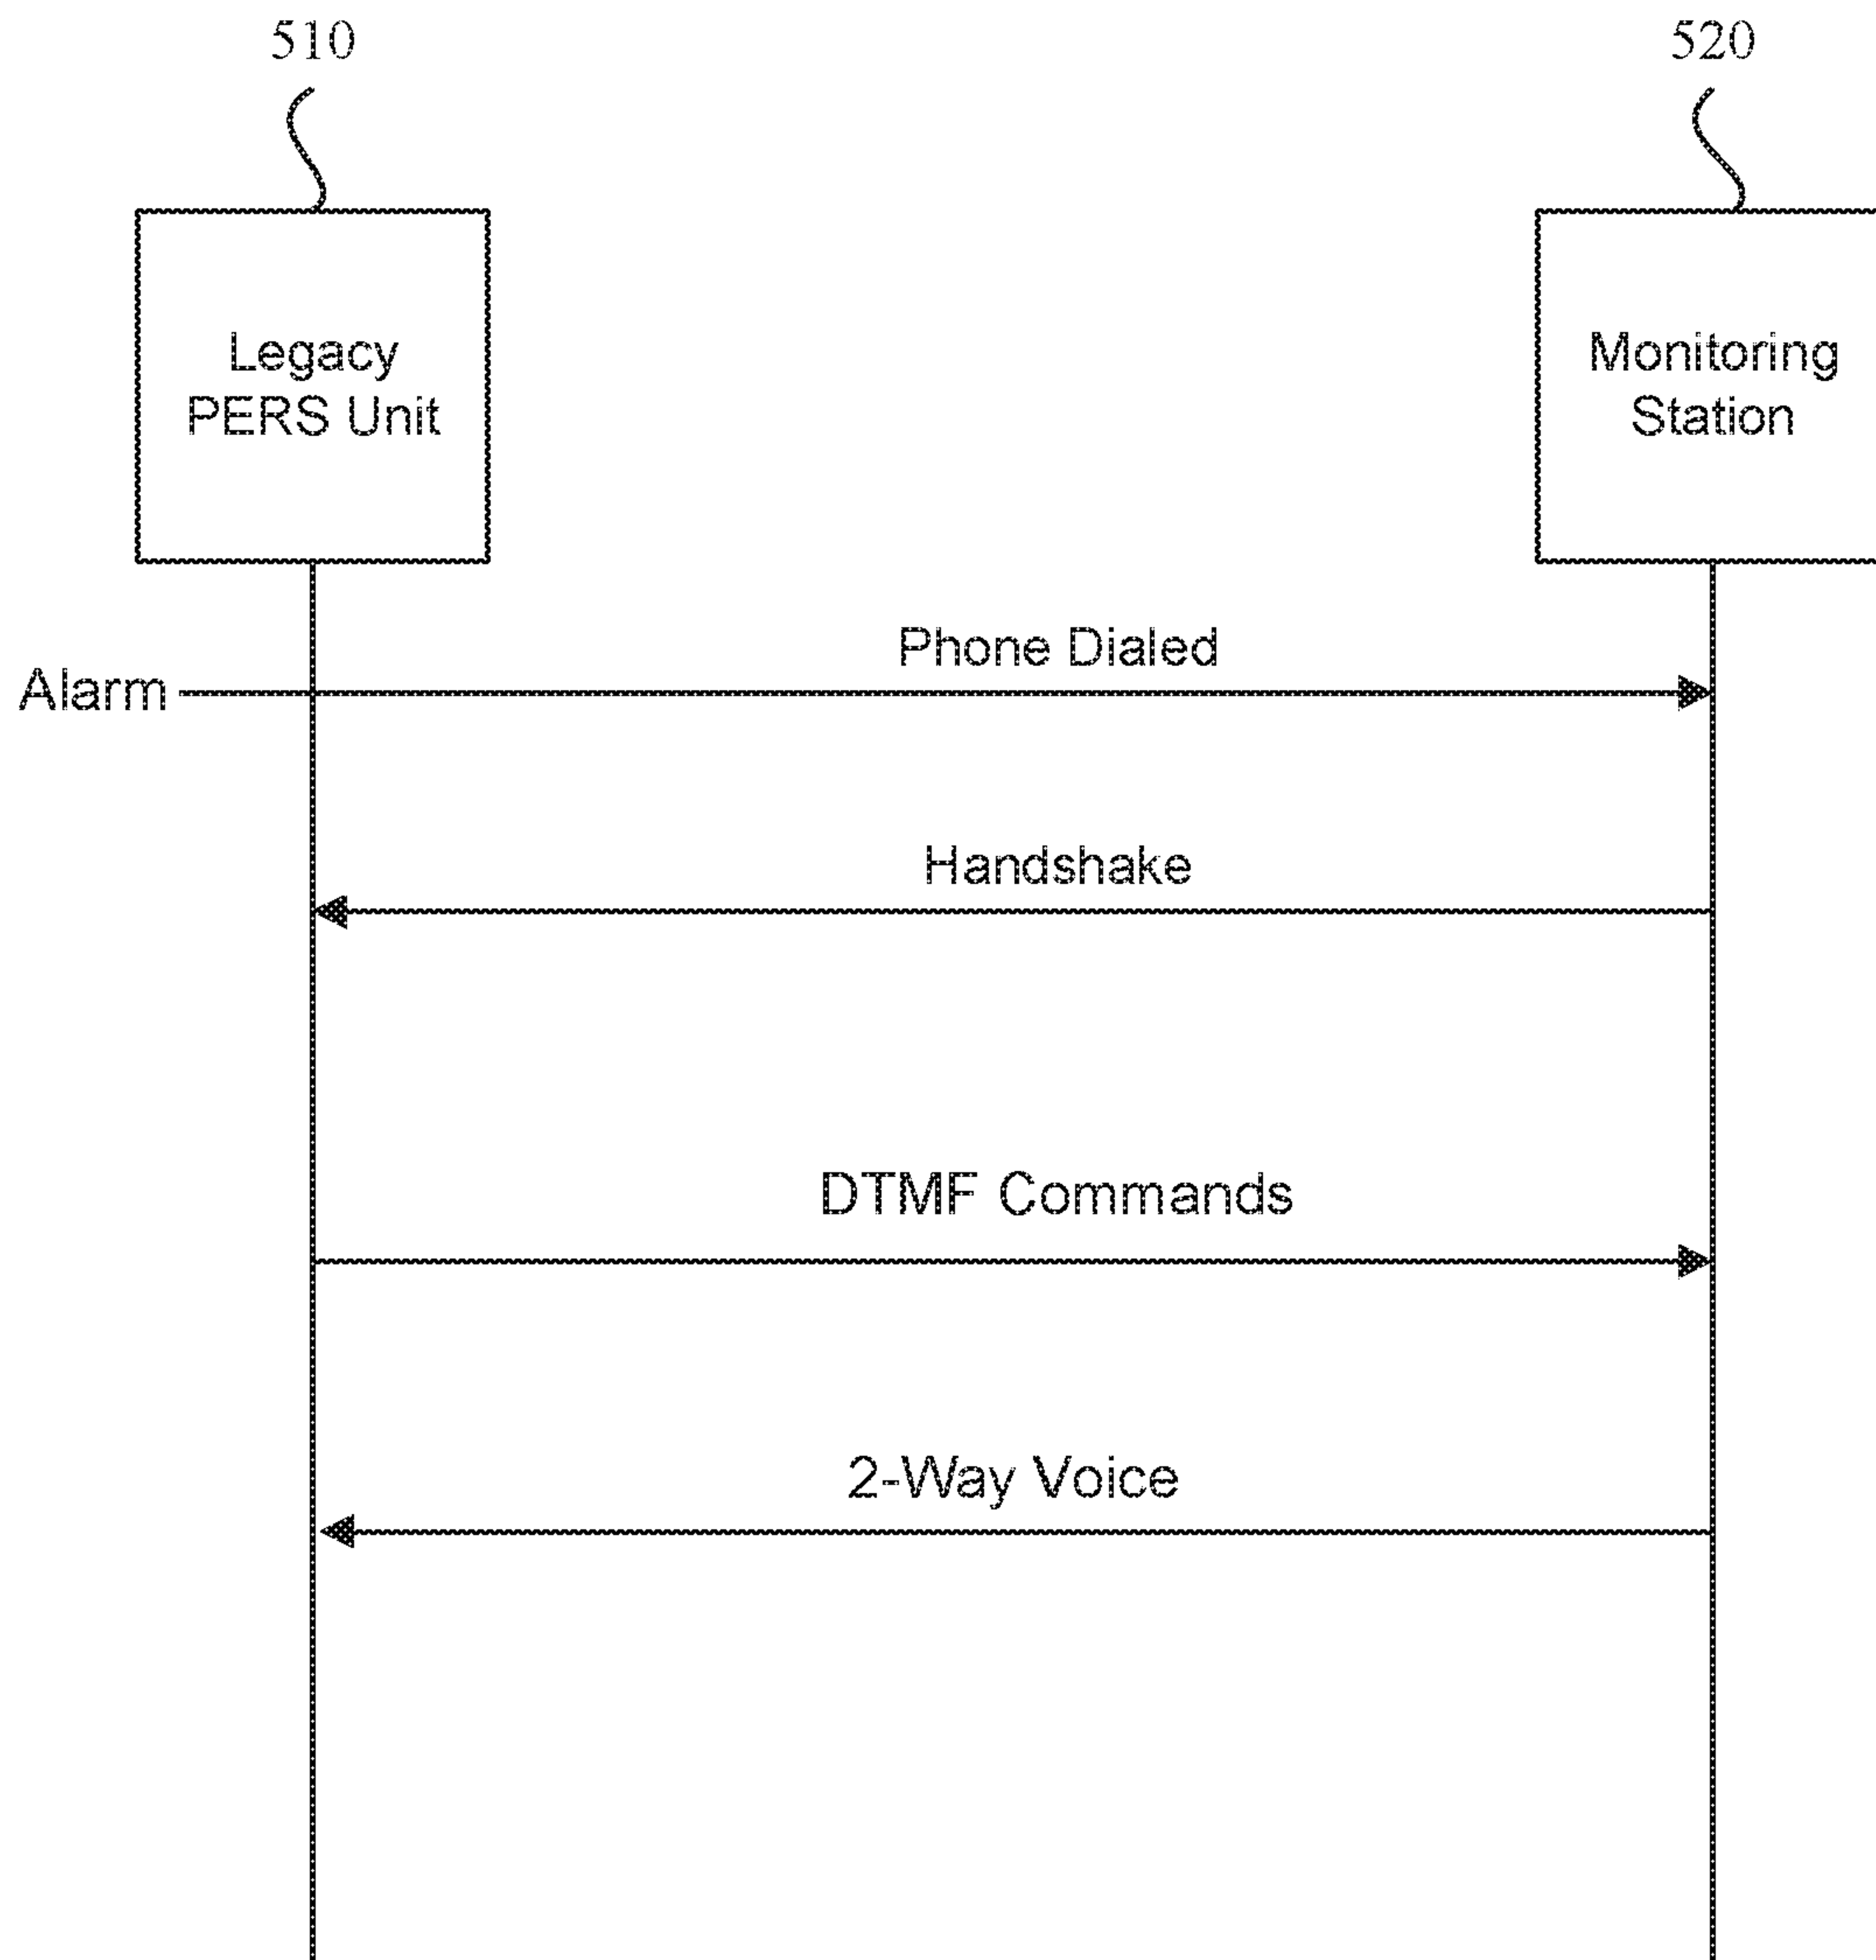 510
520
Legacy
PERS Unit
Monitoring
Station
Phone Dialed
Alarm
Handshake
DTMF Commands
2-Way Voice